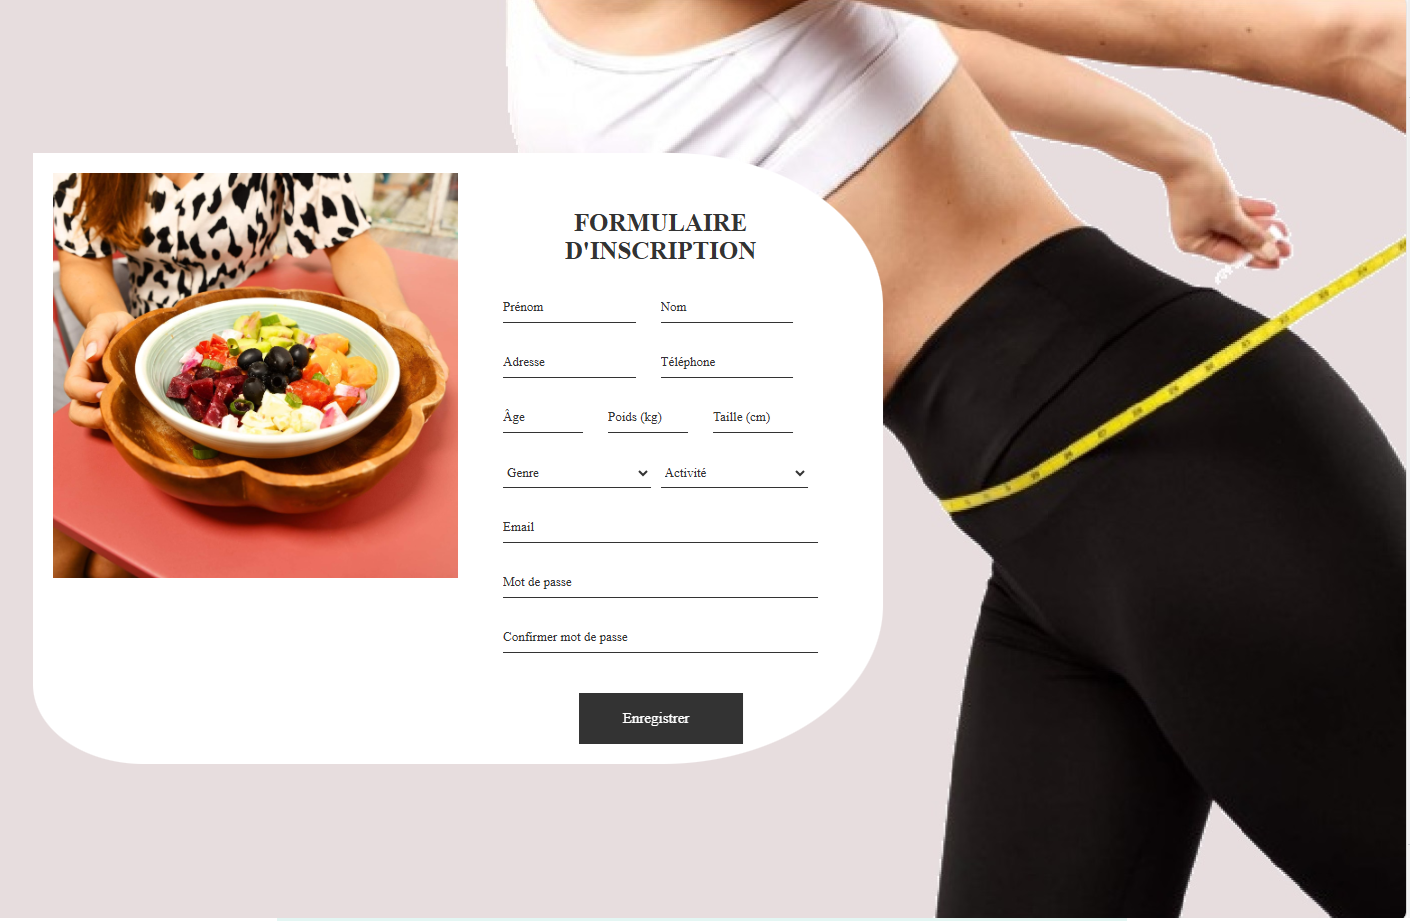 FORMULAIRE
D'INSCRIPTION
Prénom Nom
Adresse Téléphone
Âge Poids (kg) Taille (cm)
Genre Activité
Email
Mot de passe
Confirmer mot de passe
Enregistrer